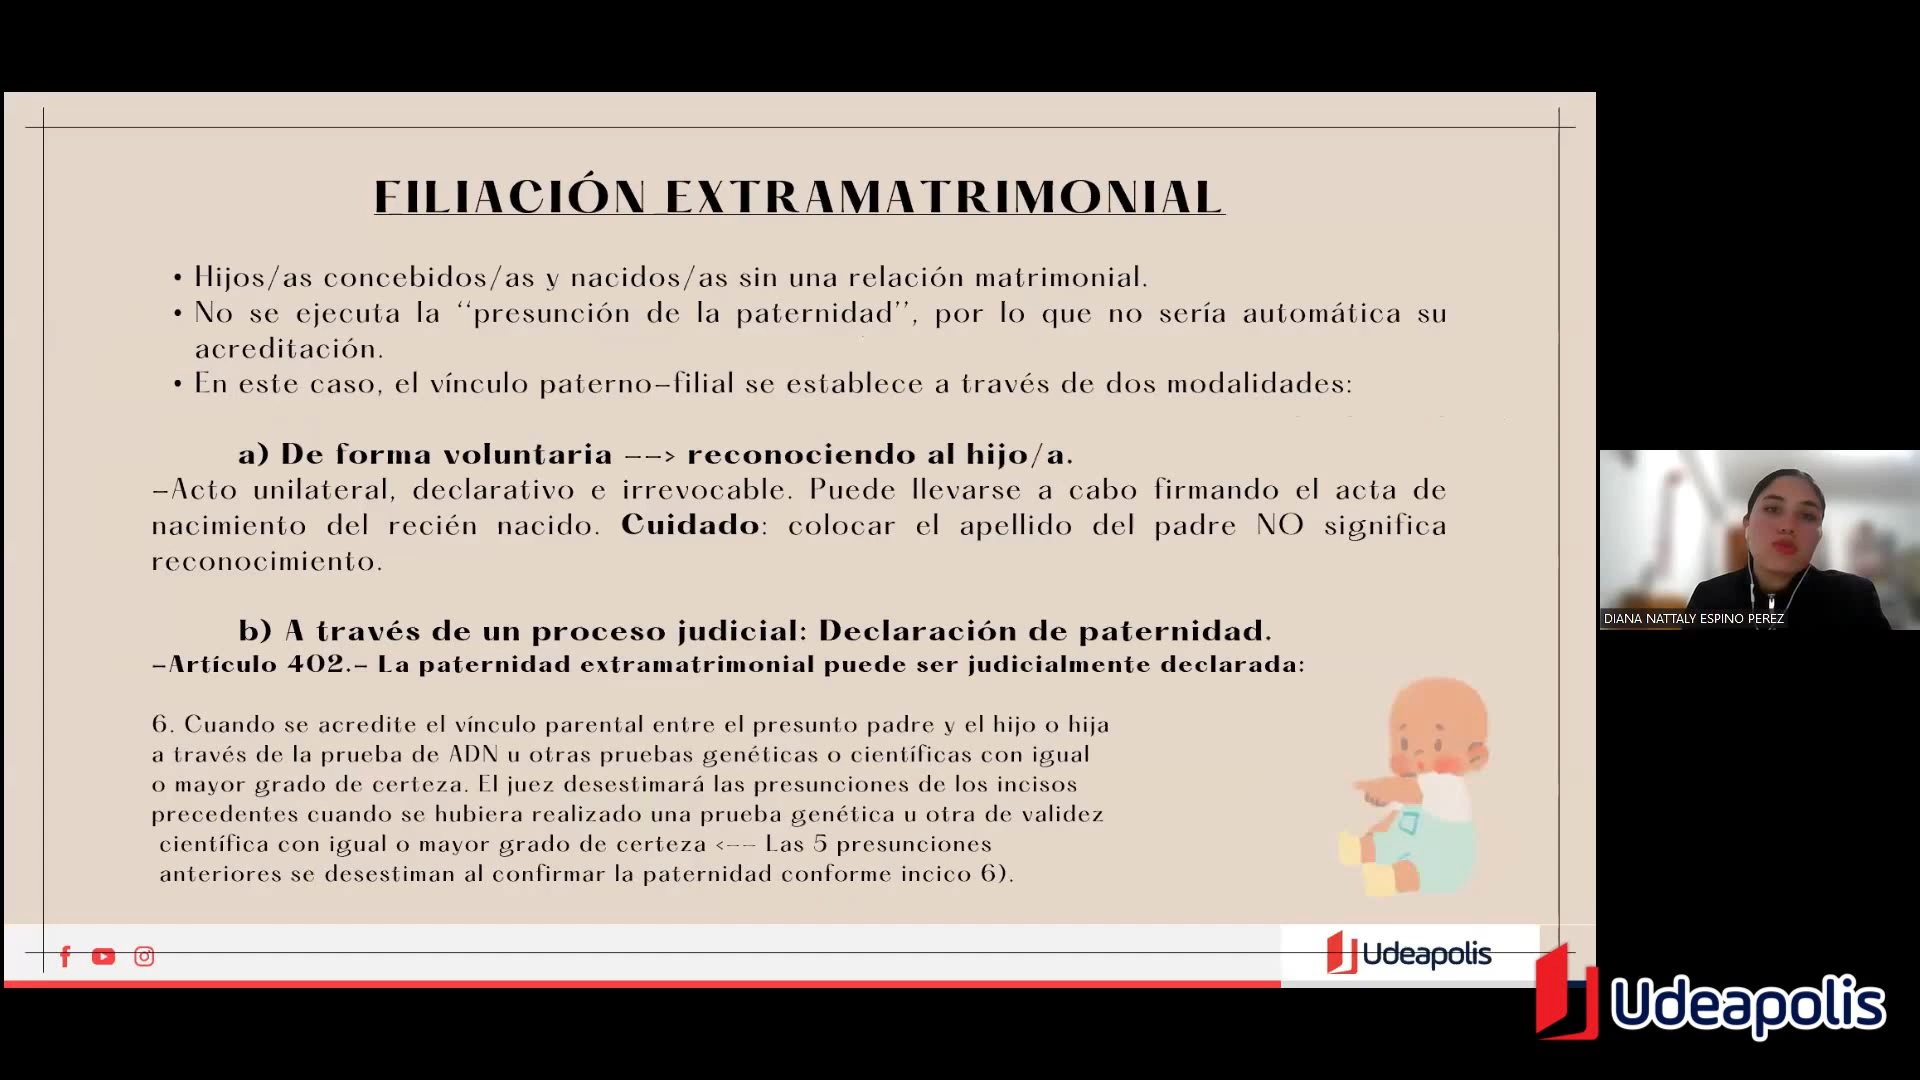 FILIACIÓN EXTRAMATRIMONIAL
• Hijos/as concebidos/as y nacidos/as sin una relación matrimonial.
• No se ejecuta la ‘‘presunción de la paternidad’’, por lo que no sería automática su
acreditación.
• En este caso, el vínculo paterno-filial se establece a través de dos modalidades:
a) De forma voluntaria --> reconociendo al hijo/a.
-Acto unilateral, declarativo e irrevocable. Puede llevarse a cabo firmando el acta de
nacimiento del recién nacido. Cuidado: colocar el apellido del padre NO significa
reconocimiento.
b) A través de un proceso judicial: Declaración de paternidad.
-Artículo 402.- La paternidad extramatrimonial puede ser judicialmente declarada:
6. Cuando se acredite el vínculo parental entre el presunto padre y el hijo o hija
a través de la prueba de ADN u otras pruebas genéticas o científicas con igual
o mayor grado de certeza. El juez desestimará las presunciones de los incisos
precedentes cuando se hubiera realizado una prueba genética u otra de validez
científica con igual o mayor grado de certeza <-- Las 5 presunciones
anteriores se desestiman al confirmar la paternidad conforme incico 6).
Udeapolis
DIANA NATTALY ESPINO PEREZ
Udeapolis